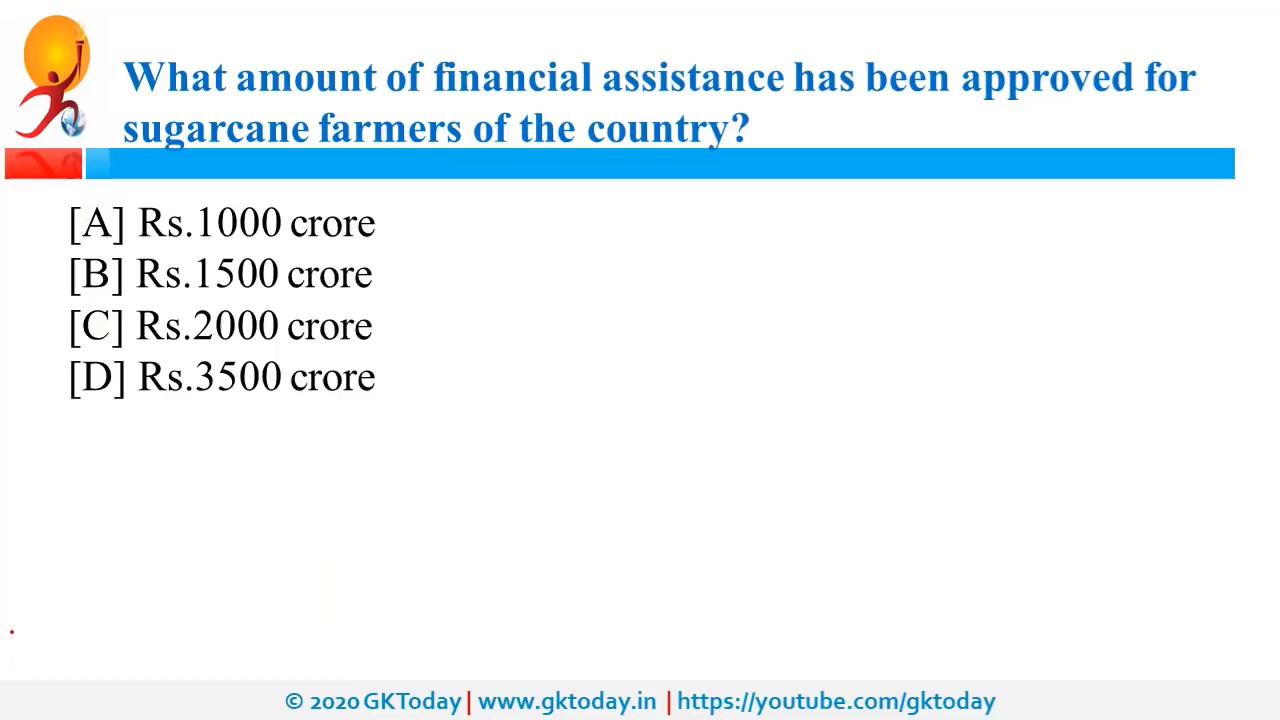 What amount of financial assistance has been approved for
sugarcane farmers of the country?
[A] Rs.1000 crore
[B] Rs.1500 crore
[C] Rs.2000 crore
[D] Rs.3500 crore
© 2020 GKToday | www.gktoday.in | https://youtube.com/gktoday